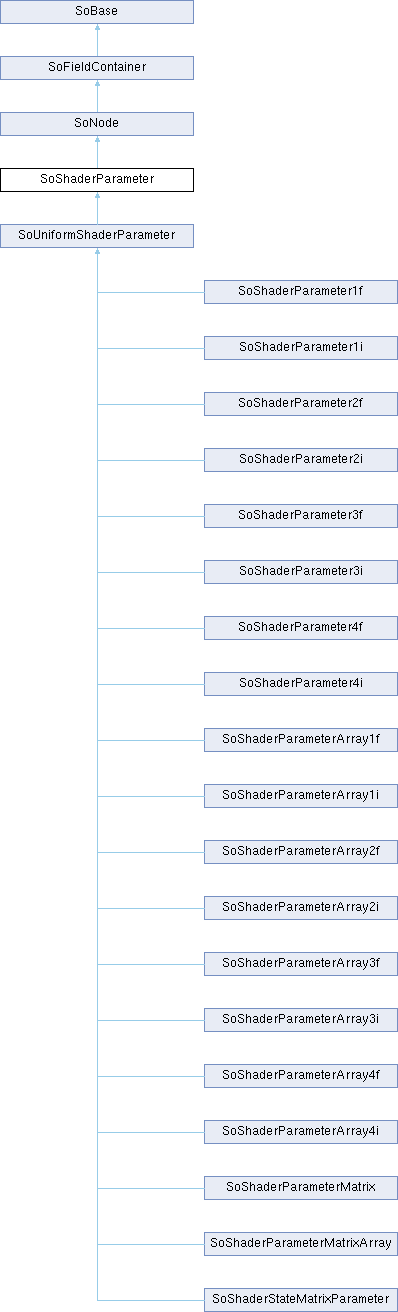 SoBase
SoFieldContainer
SoNode
SoShaderParameter
SoUniformShaderParameter
SoShaderParameter1f
SoShaderParameter1i
SoShaderParameter2f
SoShaderParameter2i
SoShaderParameter3f
SoShaderParameter3i
SoShaderParameter4f
SoShaderParameter4i
SoShaderParameterArray1f
SoShaderParameterArray1i
SoShaderParameterArray2f
SoShaderParameterArray2i
SoShaderParameterArray3f
SoShaderParameterArray3i
SoShaderParameterArray4f
SoShaderParameterArray4i
SoShaderParameterMatrix
SoShaderParameterMatrixArray
SoShaderStateMatrixParameter